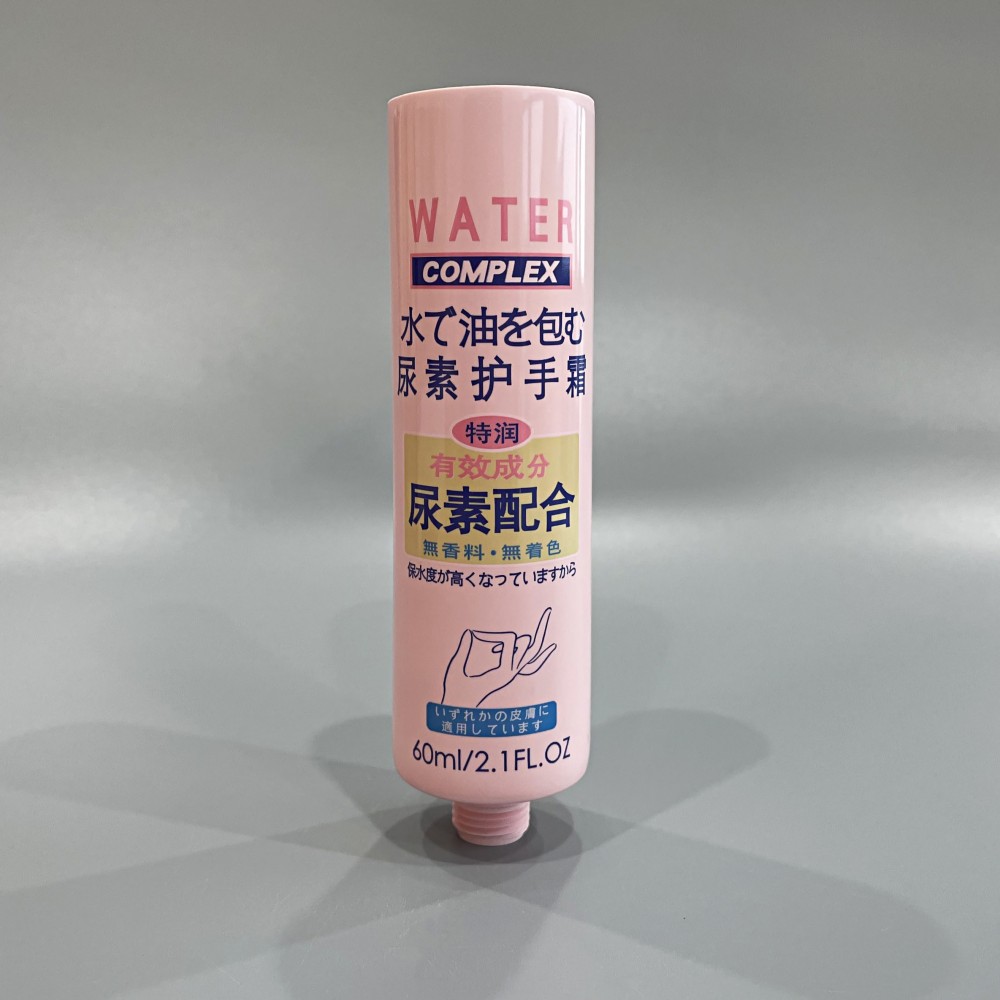 WATER
COMPLEX
水で油を包む
尿素护手霜
特润
有效成分
尿素配合
無香料・無着色
保水度が高くなっていますから
いずれかの皮膚に
適用しています
60ml/2.1FL.OZ